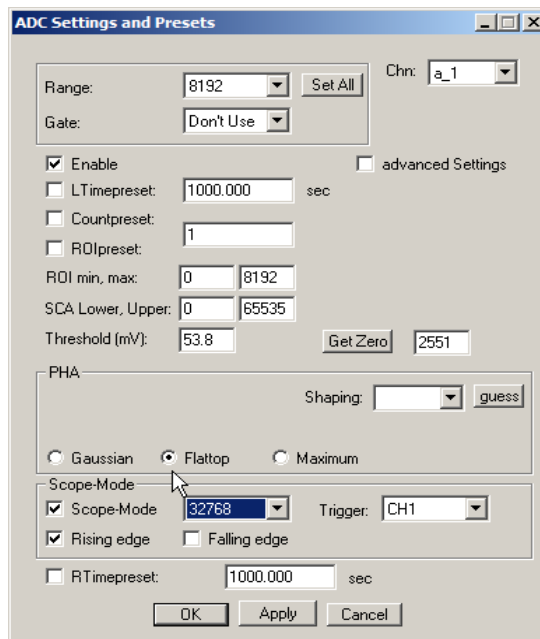 ADC Settings and Presets
Range: 8192 Set All Chn: a_1
Gate: Don't Use
Enable advanced Settings
LTimepreset: 1000.000 sec
Countpreset:
1
ROIpreset:
ROI min, max: 0 8192
SCA Lower, Upper: 0 65535
Threshold (mV): 53.8 Get Zero 2551
PHA
Shaping: guess
Gaussian Flattop Maximum
Scope-Mode
Scope-Mode 32768 Trigger: CH1
Rising edge Falling edge
RTimepreset: 1000.000 sec
OK Apply Cancel